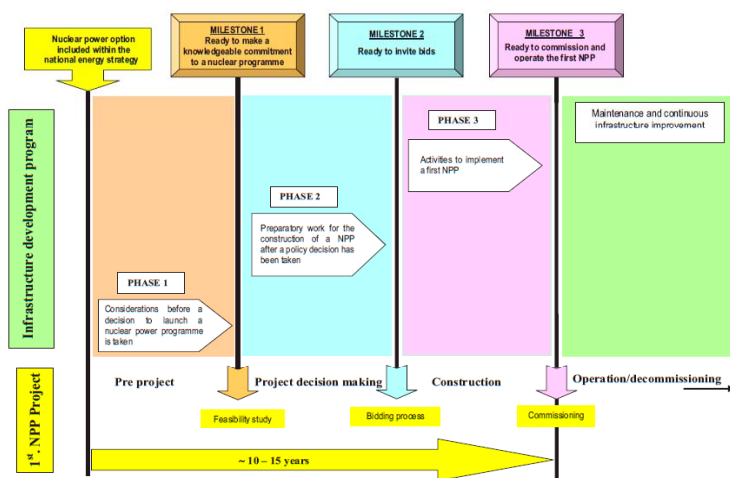 Nuclear power option
included within the
national energy strategy
MILESTONE 1
Ready to make a
knowledgeable commitment
to a nuclear programme
MILESTONE 2
Ready to invite bids
MILESTONE 3
Ready to commission and
operate the first NPP
Infrastructure development program
PHASE 1
Considerations before a
decision to launch a
nuclear power programme
is taken
PHASE 2
Preparatory work for the
construction of a NPP
after a policy decision has
been taken
PHASE 3
Activities to implement
a first NPP
Maintenance and continuous
infrastructure improvement
1st. NPP Project
Pre project
Project decision making
Construction
Operation/decommissioning
Feasibility study
Bidding process
Commissioning
~ 10 – 15 years